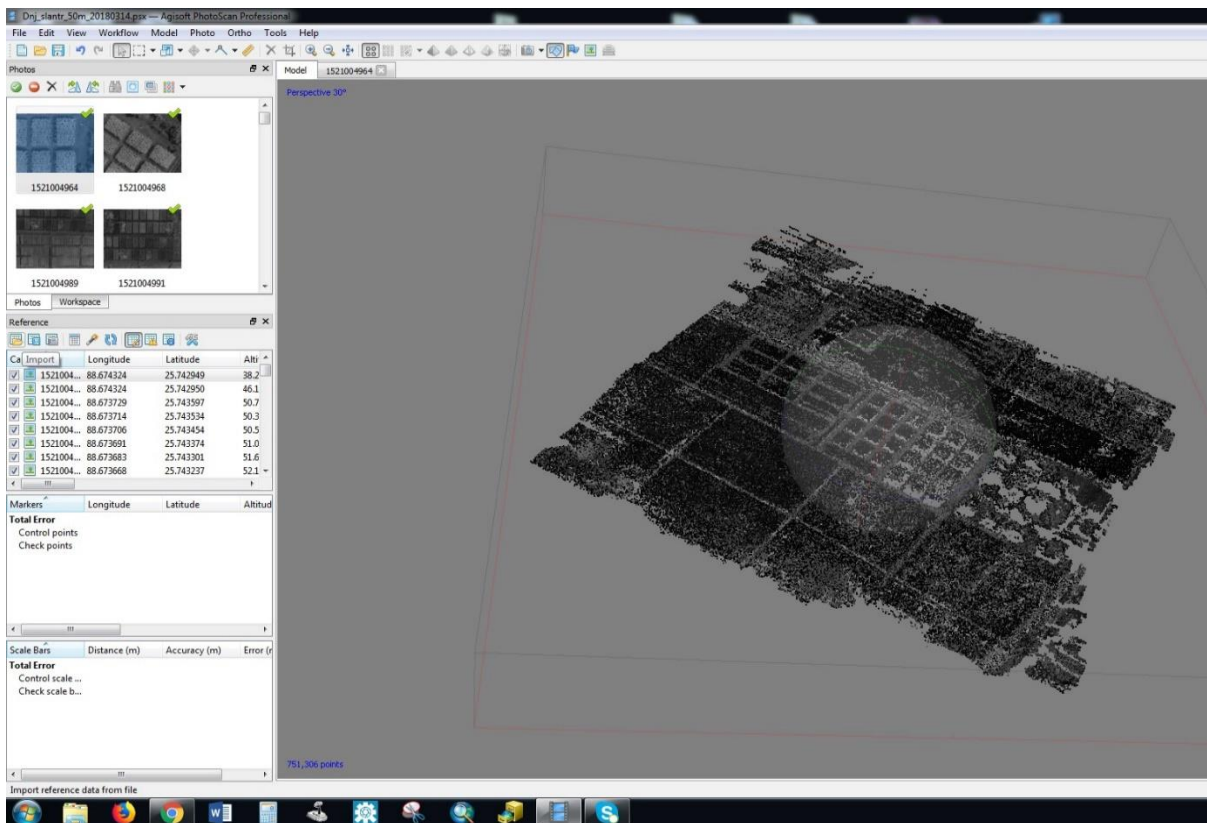 Dnj_slantr_50m_20180314.psx — Agisoft PhotoScan Professional
File Edit View Workflow Model Photo Ortho Tools Help
Photos
Model 1521004964
Perspective 30°
1521004964 1521004968
1521004989 1521004991
Photos Workspace
Reference
Ca Import Longitude Latitude Alti
1521004... 88.674324 25.742949 38.2
1521004... 88.674324 25.742950 46.1
1521004... 88.673729 25.743597 50.7
1521004... 88.673714 25.743534 50.3
1521004... 88.673706 25.743454 50.5
1521004... 88.673691 25.743374 51.0
1521004... 88.673683 25.743301 51.6
1521004... 88.673668 25.743237 52.1
Markers Longitude Latitude Altitud
Total Error
Control points
Check points
Scale Bars Distance (m) Accuracy (m) Error (r
Total Error
Control scale ...
Check scale b...
751,306 points
Import reference data from file